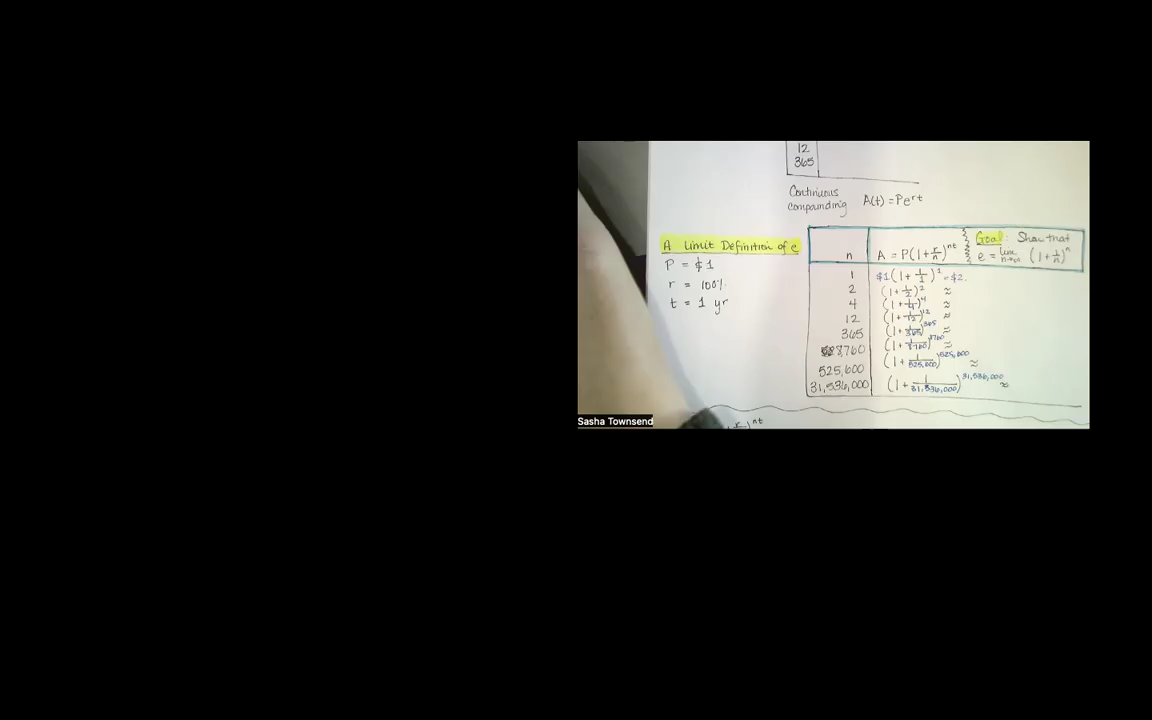 12
365
Continuous compounding A(t) = Pe^rt
A Limit Definition of e
P = $1
r = 100%
t = 1 yr
n A = P(1 + r/n)^nt Goal: Show that e = lim n→∞ (1 + 1/n)^n
1 $1(1 + 1/1)^1 = $2.
2 (1 + 1/2)^2 ≈
4 (1 + 1/4)^4 ≈
12 (1 + 1/12)^12 ≈
365 (1 + 1/365)^365 ≈
8,760 (1 + 1/8760)^8760 ≈
525,600 (1 + 1/525,600)^525,600 ≈
31,536,000 (1 + 1/31,536,000)^31,536,000 ≈
Sasha Townsend